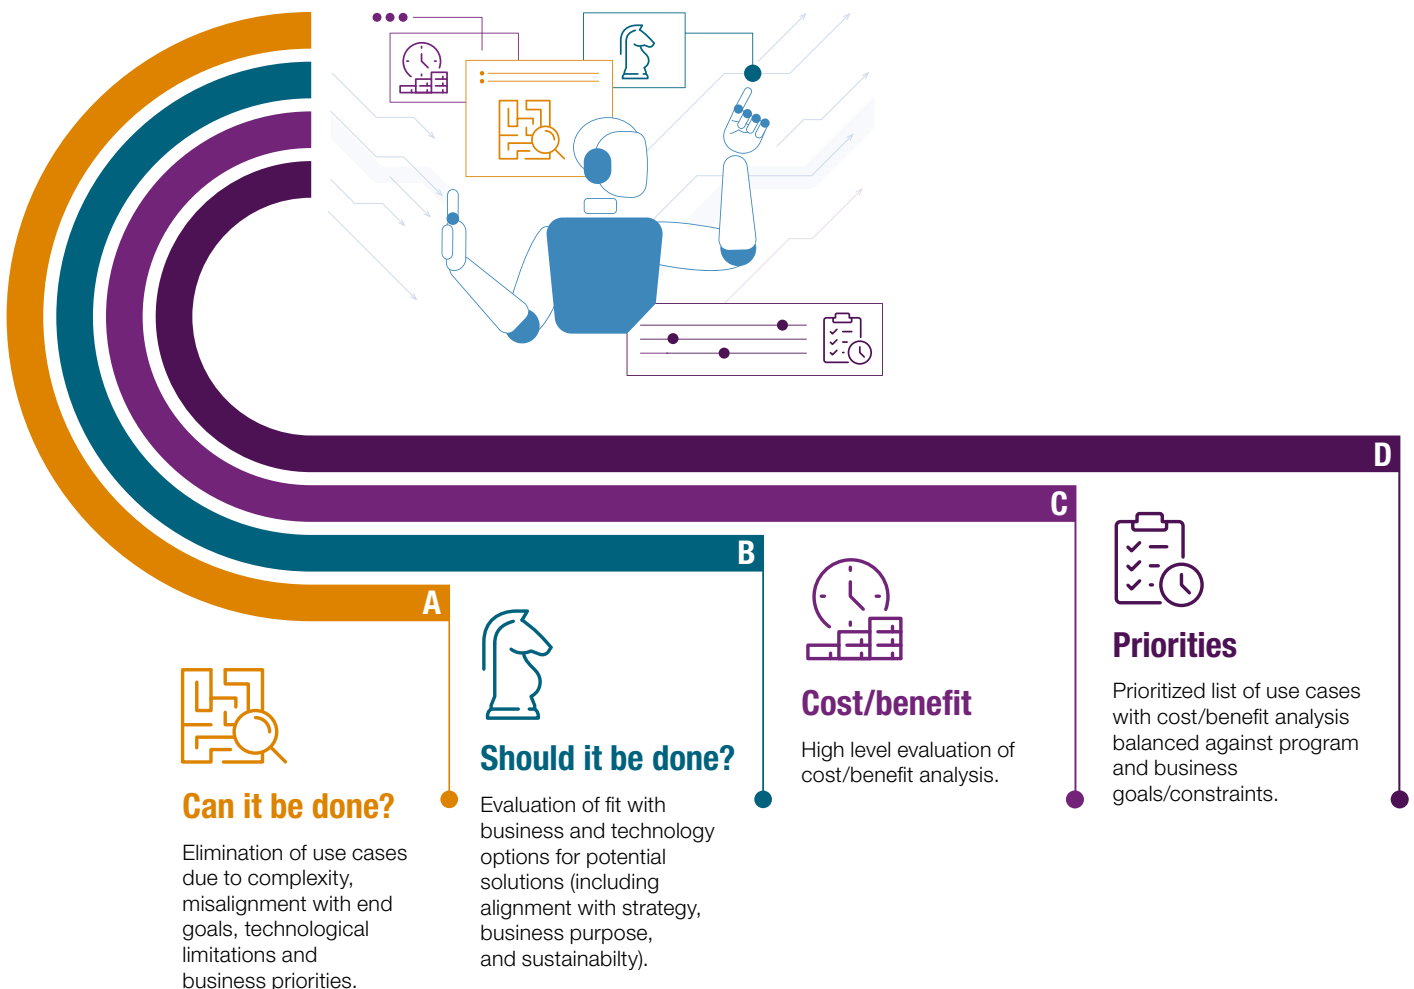 A
Can it be done?
Elimination of use cases
due to complexity,
misalignment with end
goals, technological
limitations and
business priorities.
B
Should it be done?
Evaluation of fit with
business and technology
options for potential
solutions (including
alignment with strategy,
business purpose,
and sustainabilty).
C
Cost/benefit
High level evaluation of
cost/benefit analysis.
D
Priorities
Prioritized list of use cases
with cost/benefit analysis
balanced against program
and business
goals/constraints.